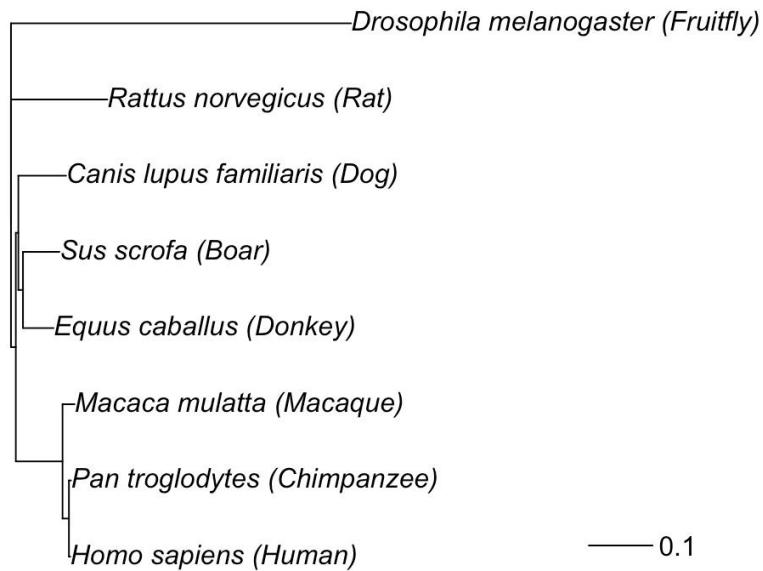 Drosophila melanogaster (Fruitfly)
Rattus norvegicus (Rat)
Canis lupus familiaris (Dog)
Sus scrofa (Boar)
Equus caballus (Donkey)
Macaca mulatta (Macaque)
Pan troglodytes (Chimpanzee)
Homo sapiens (Human)
0.1